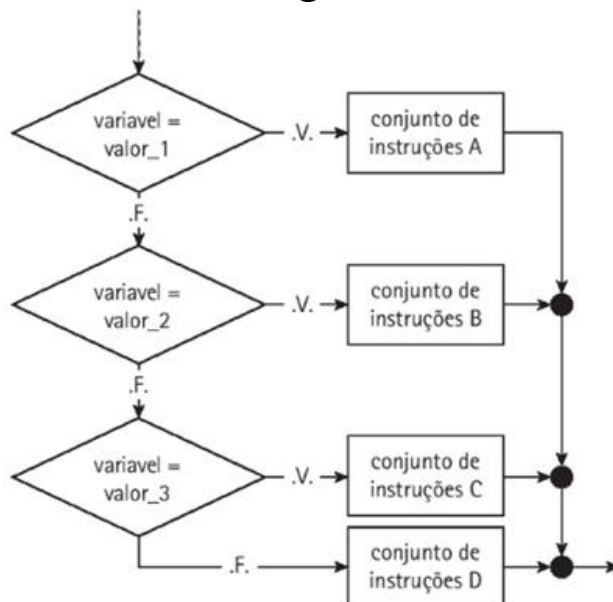 variavel =
valor_1
.V.
conjunto de
instruções A
.F.
variavel =
valor_2
.V.
conjunto de
instruções B
.F.
variavel =
valor_3
.V.
conjunto de
instruções C
.F.
conjunto de
instruções D